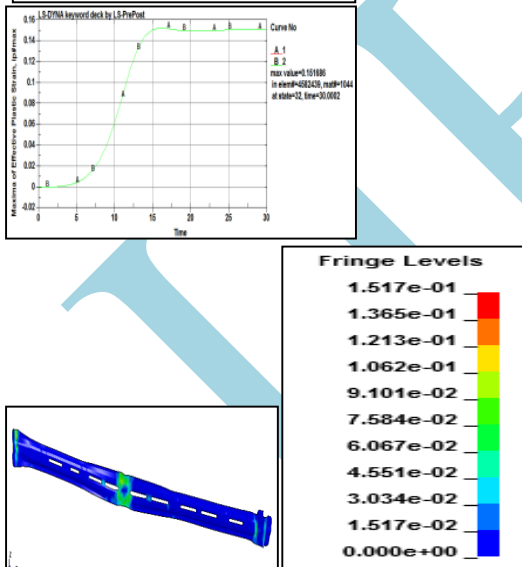 LS-DYNA keyword deck by LS-PrePost
Maxima of Effective Plastic Strain, ip#max
0.16
0.14
0.12
0.1
0.08
0.06
0.04
0.02
0
-0.02
0 5 10 15 20 25 30
Time
B A B A B A B A B A
Curve No
A 1
B 2
max value=0.151686
in elem#=4582439, mat#=1044
at state=32, time=30.0002
Fringe Levels
1.517e-01
1.365e-01
1.213e-01
1.062e-01
9.101e-02
7.584e-02
6.067e-02
4.551e-02
3.034e-02
1.517e-02
0.000e+00